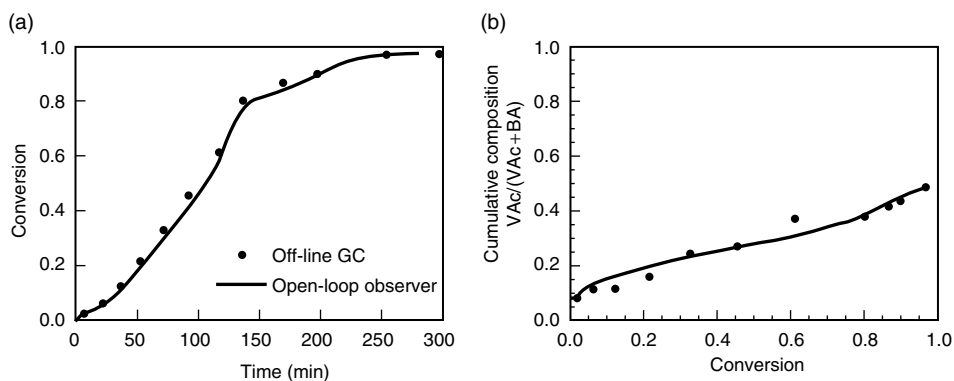 (a)
1.0
0.8
0.6
0.4
0.2
0.0
Conversion
0
50
100
150
200
250
300
Time (min)
Off-line GC
Open-loop observer
(b)
1.0
0.8
0.6
0.4
0.2
0.0
Cumulative composition
VAc/(VAc+BA)
0.0
0.2
0.4
0.6
0.8
1.0
Conversion